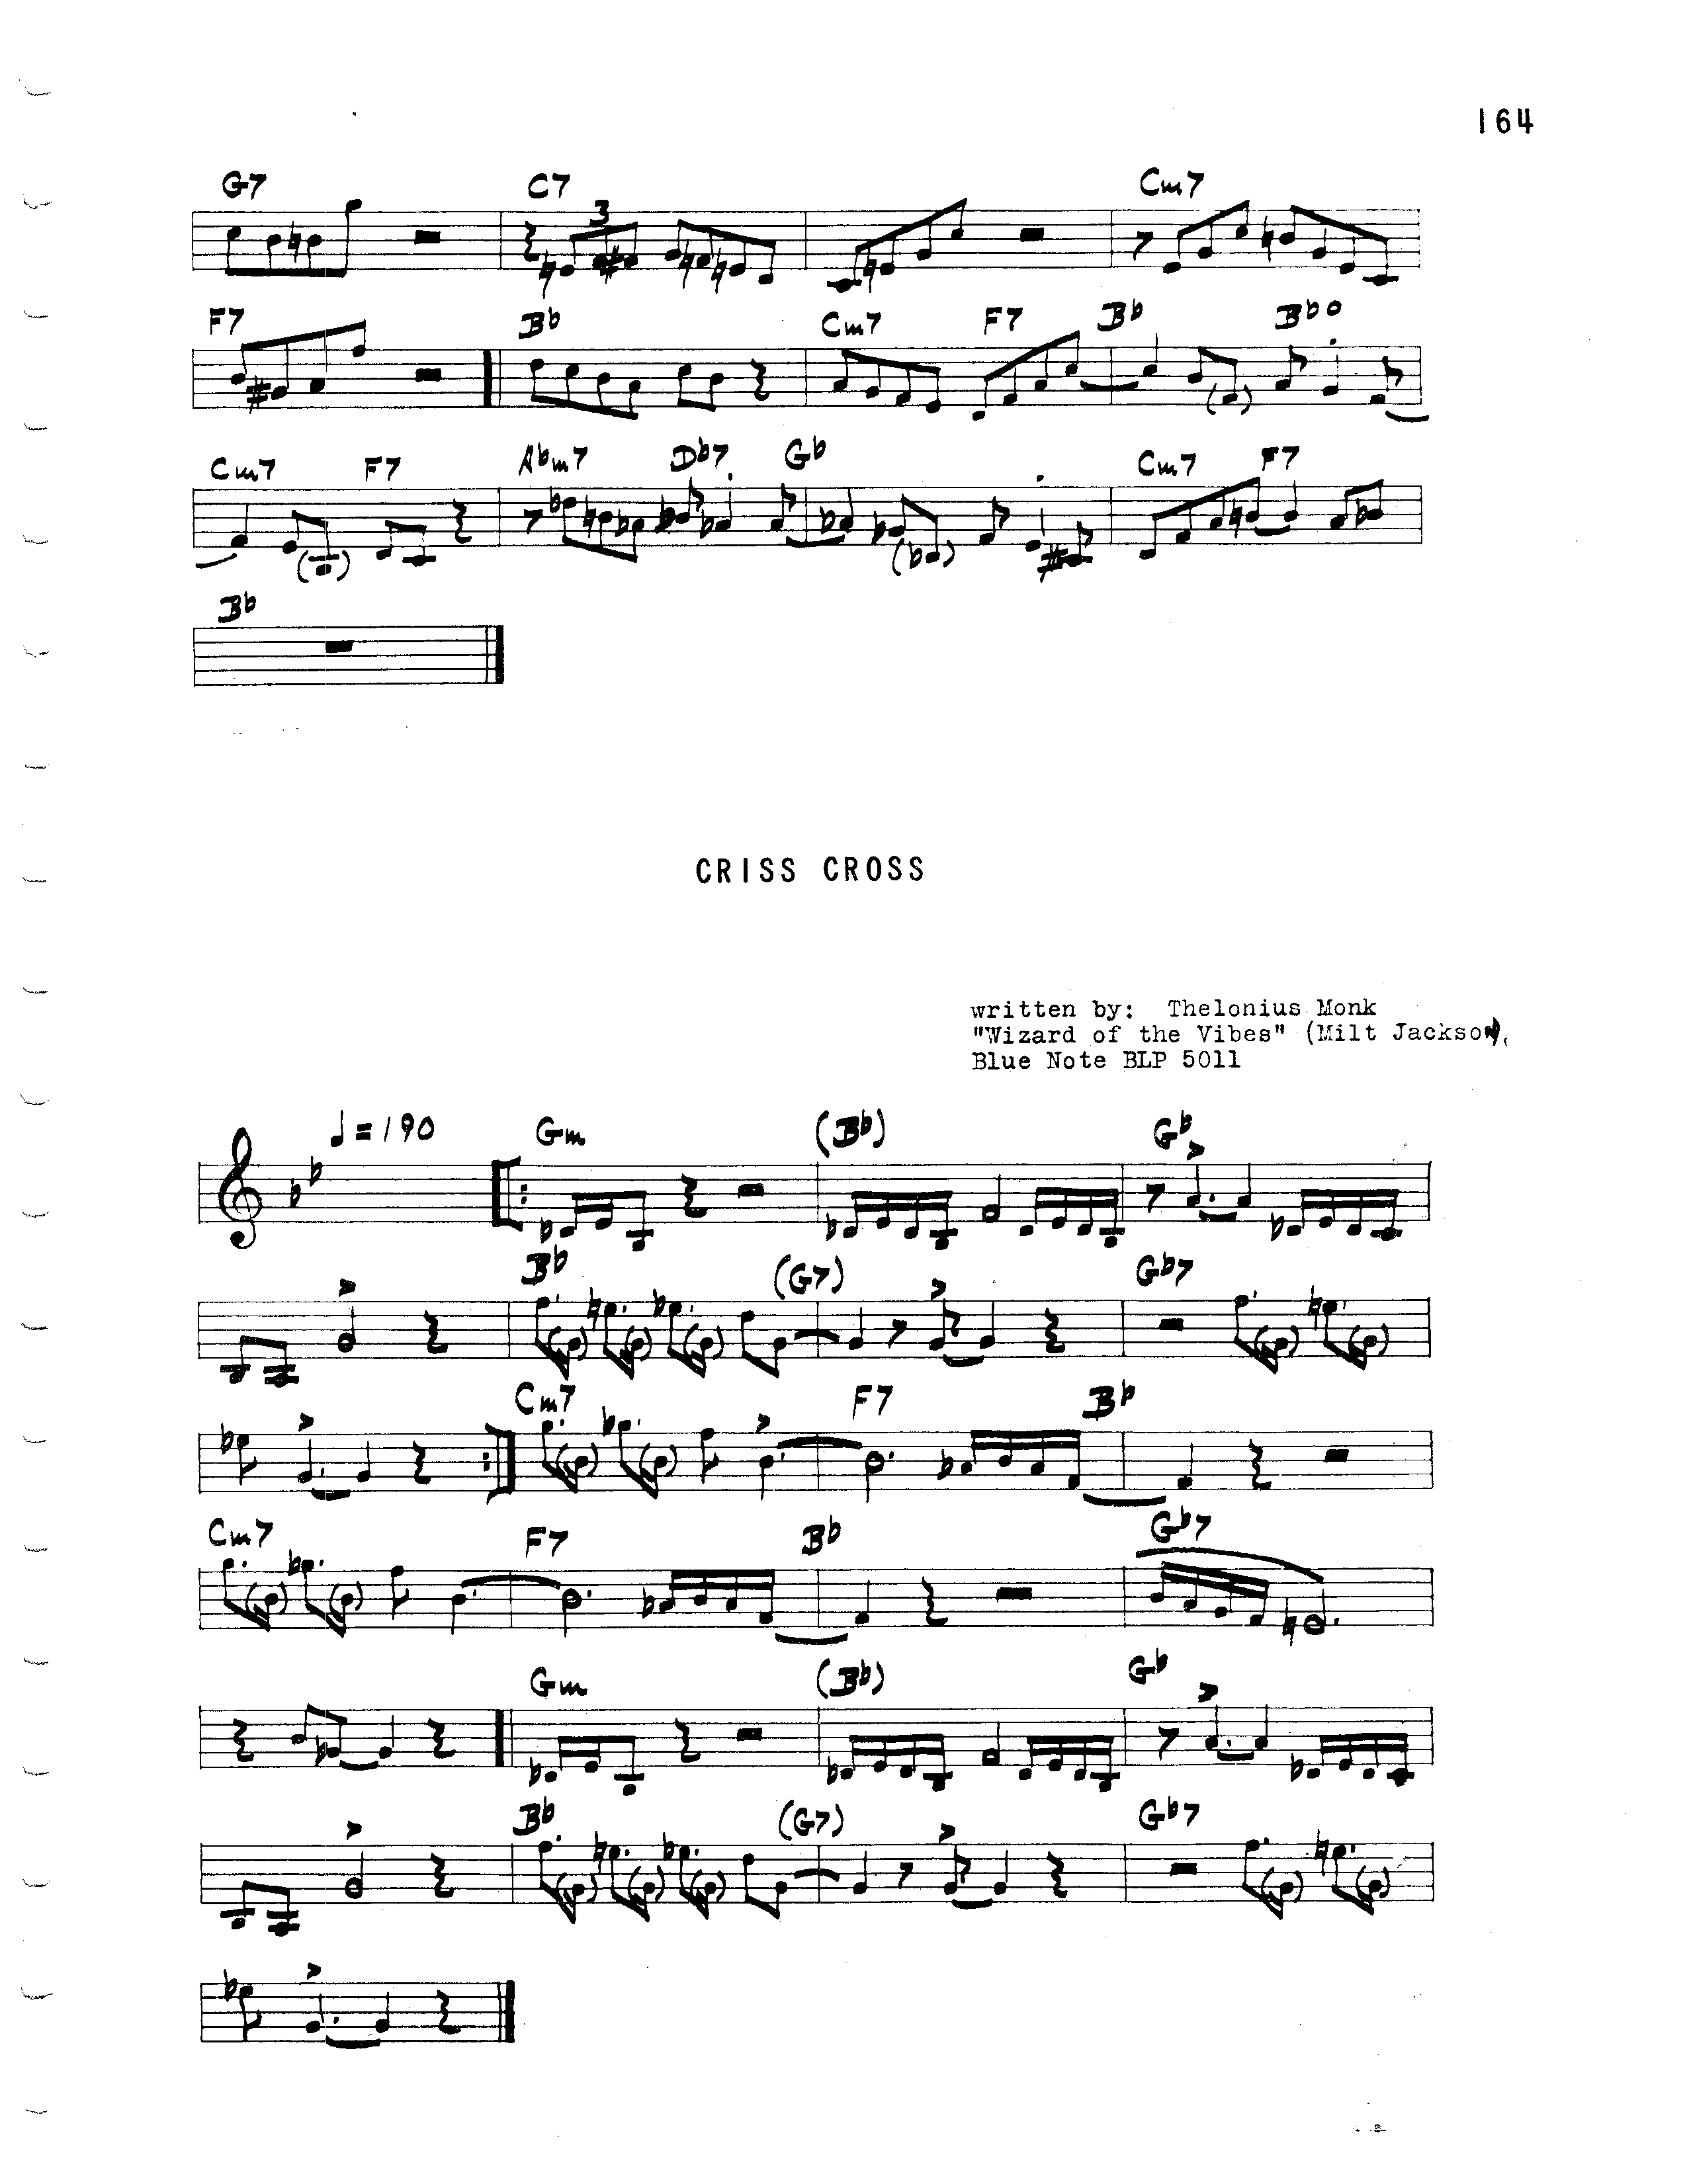 164
G7 C7 Cm7
3
F7 Bb Cm7 F7 Bb Bbo
Cm7 F7 Abm7 Db7 Gb Cm7 F7
Bb
CRISS CROSS
written by: Thelonius Monk
"Wizard of the Vibes" (Milt Jackson),
Blue Note BLP 5011
♩ = 190 Gm (Bb) Gb
Bb (G7) Gb7
Cm7 F7 Bb
Cm7 F7 Bb Gb7
Gm (Bb) Gb
Bb (G7) Gb7